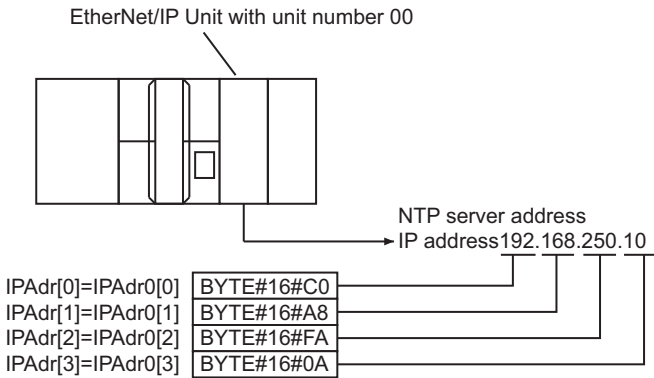 EtherNet/IP Unit with unit number 00
NTP server address
IP address192.168.250.10
IPAdr[0]=IPAdr0[0] BYTE#16#C0
IPAdr[1]=IPAdr0[1] BYTE#16#A8
IPAdr[2]=IPAdr0[2] BYTE#16#FA
IPAdr[3]=IPAdr0[3] BYTE#16#0A